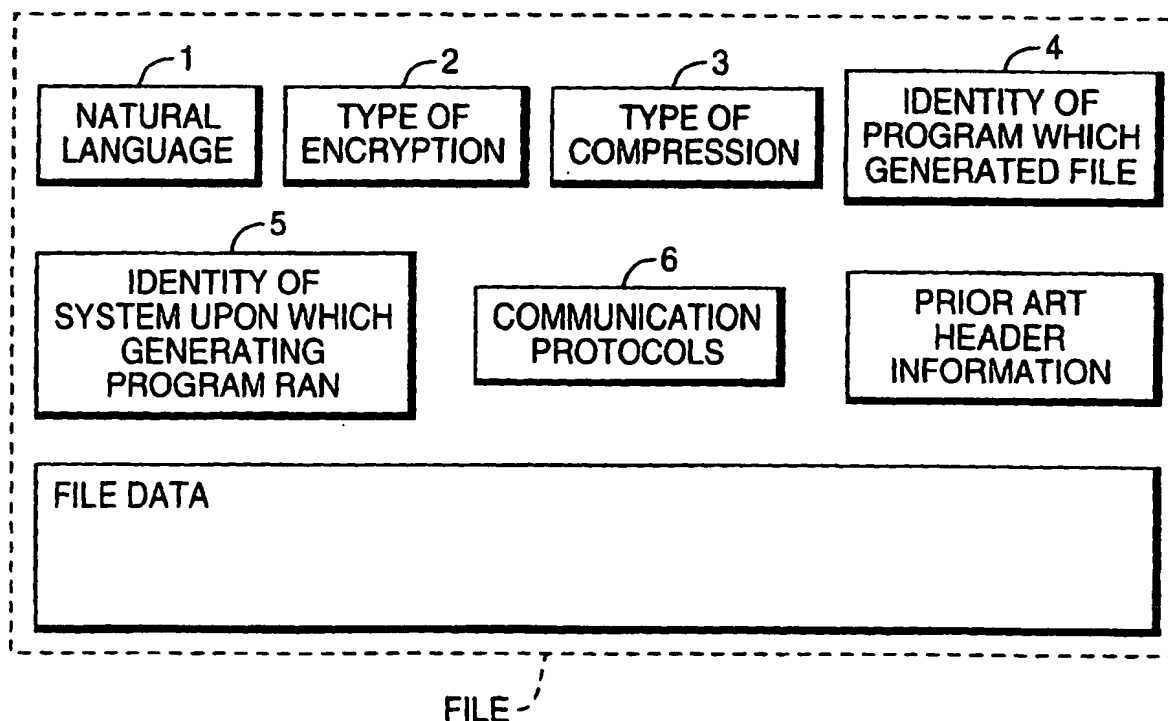 1
NATURAL
LANGUAGE
2
TYPE OF
ENCRYPTION
3
TYPE OF
COMPRESSION
4
IDENTITY OF
PROGRAM WHICH
GENERATED FILE
5
IDENTITY OF
SYSTEM UPON WHICH
GENERATING
PROGRAM RAN
6
COMMUNICATION
PROTOCOLS
PRIOR ART
HEADER
INFORMATION
FILE DATA
FILE